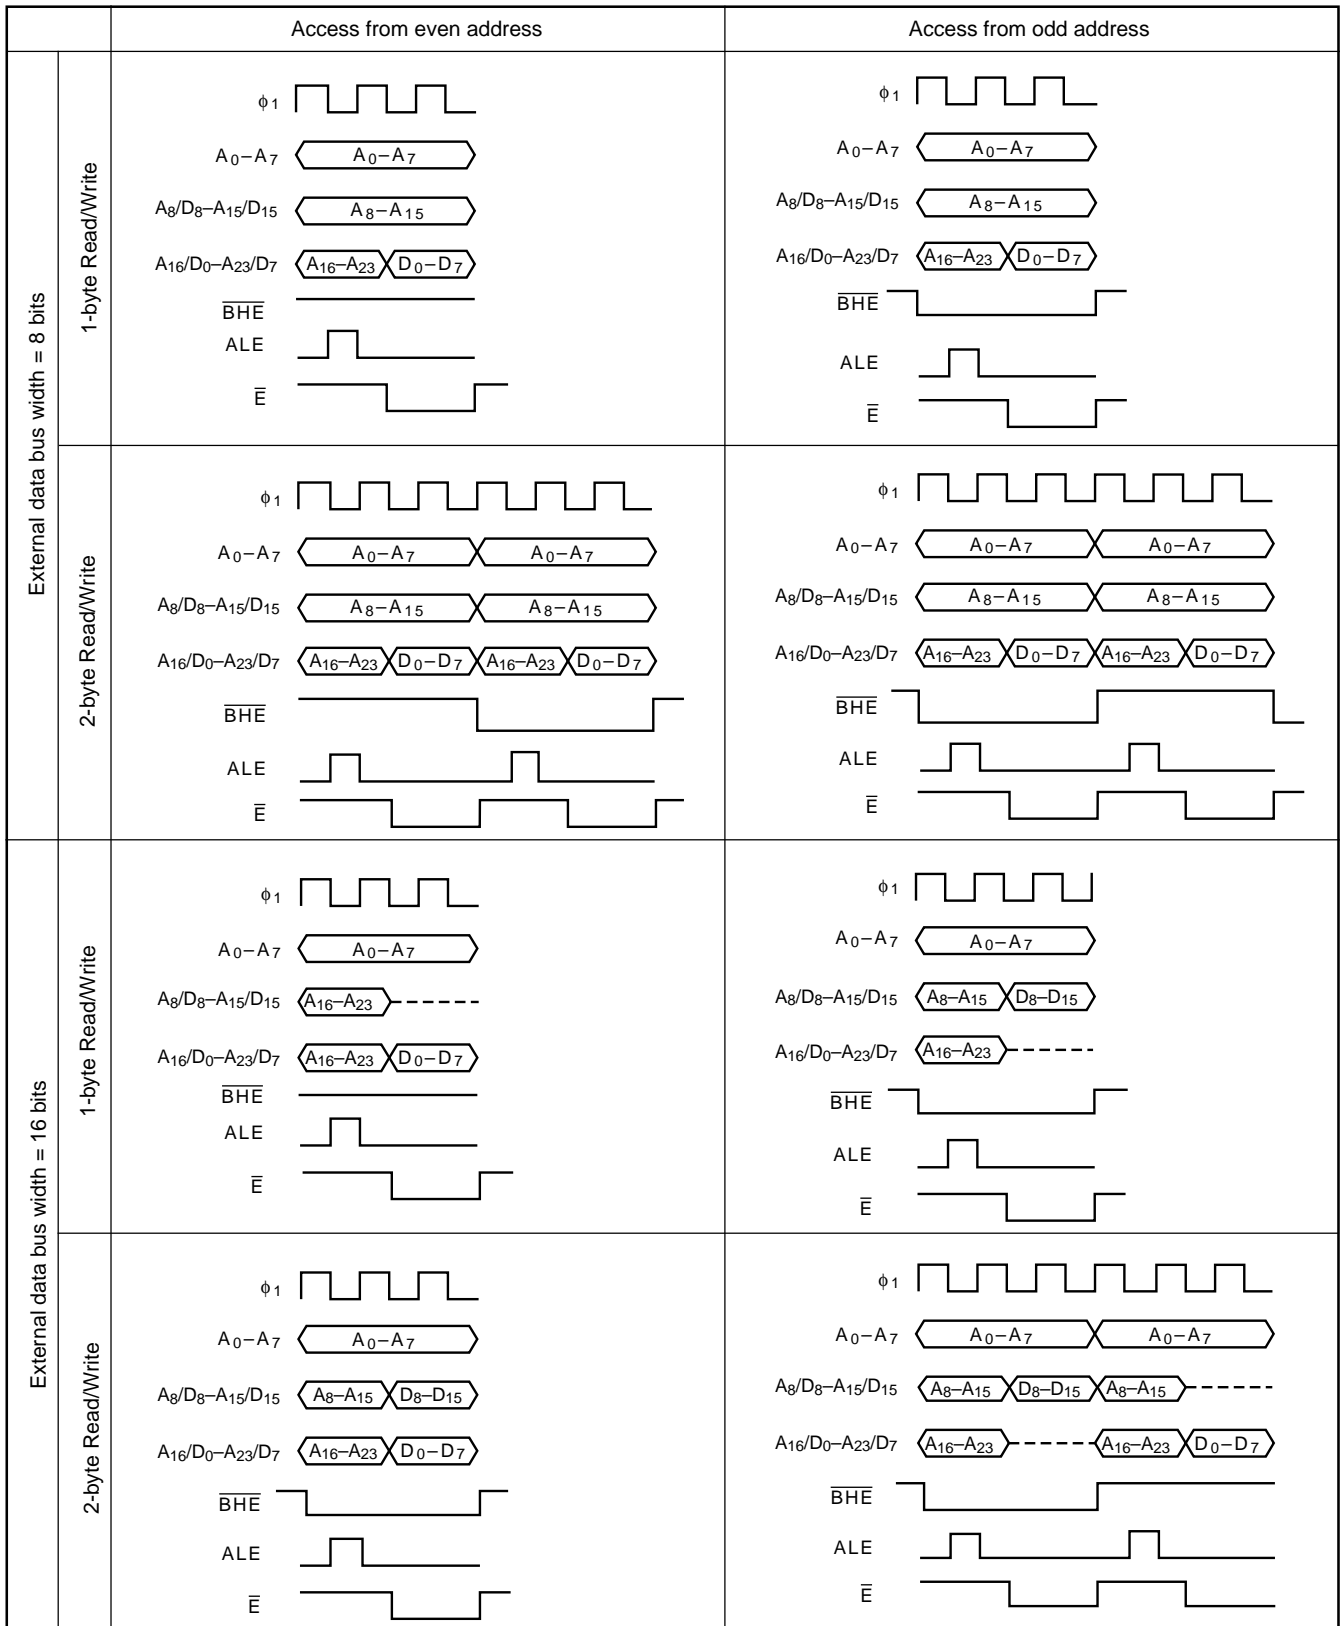 Access from even address
Access from odd address
External data bus width = 8 bits
1-byte Read/Write
ϕ1
A0–A7 A0–A7
A8/D8–A15/D15 A8–A15
A16/D0–A23/D7 A16–A23 D0–D7
BHE
ALE
E
ϕ1
A0–A7 A0–A7
A8/D8–A15/D15 A8–A15
A16/D0–A23/D7 A16–A23 D0–D7
BHE
ALE
E
2-byte Read/Write
ϕ1
A0–A7 A0–A7 A0–A7
A8/D8–A15/D15 A8–A15 A8–A15
A16/D0–A23/D7 A16–A23 D0–D7 A16–A23 D0–D7
BHE
ALE
E
ϕ1
A0–A7 A0–A7 A0–A7
A8/D8–A15/D15 A8–A15 A8–A15
A16/D0–A23/D7 A16–A23 D0–D7 A16–A23 D0–D7
BHE
ALE
E
External data bus width = 16 bits
1-byte Read/Write
ϕ1
A0–A7 A0–A7
A8/D8–A15/D15 A16–A23
A16/D0–A23/D7 A16–A23 D0–D7
BHE
ALE
E
ϕ1
A0–A7 A0–A7
A8/D8–A15/D15 A8–A15 D8–D15
A16/D0–A23/D7 A16–A23
BHE
ALE
E
2-byte Read/Write
ϕ1
A0–A7 A0–A7
A8/D8–A15/D15 A8–A15 D8–D15
A16/D0–A23/D7 A16–A23 D0–D7
BHE
ALE
E
ϕ1
A0–A7 A0–A7 A0–A7
A8/D8–A15/D15 A8–A15 D8–D15 A8–A15
A16/D0–A23/D7 A16–A23 A16–A23 D0–D7
BHE
ALE
E